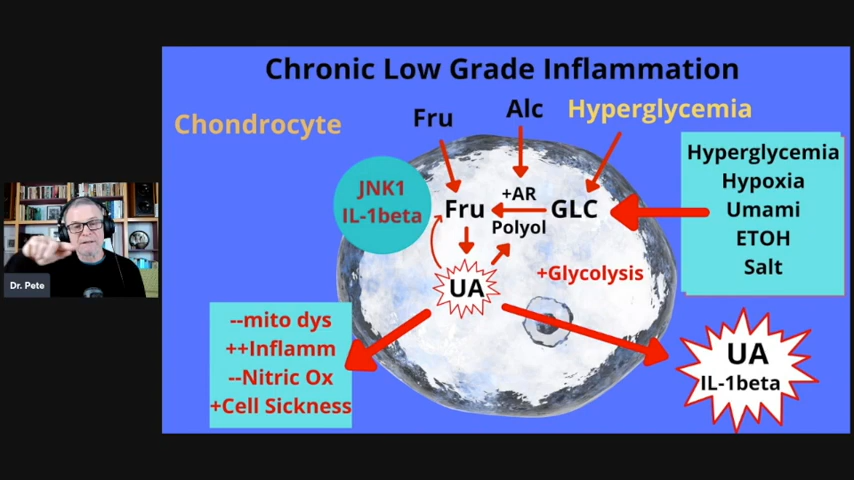 Chronic Low Grade Inflammation
Chondrocyte
Fru
Alc
Hyperglycemia
JNK1
IL-1beta
Fru
+AR
Polyol
GLC
UA
+Glycolysis
Hyperglycemia
Hypoxia
Umami
ETOH
Salt
--mito dys
++Inflamm
--Nitric Ox
+Cell Sickness
UA
IL-1beta
Dr. Pete